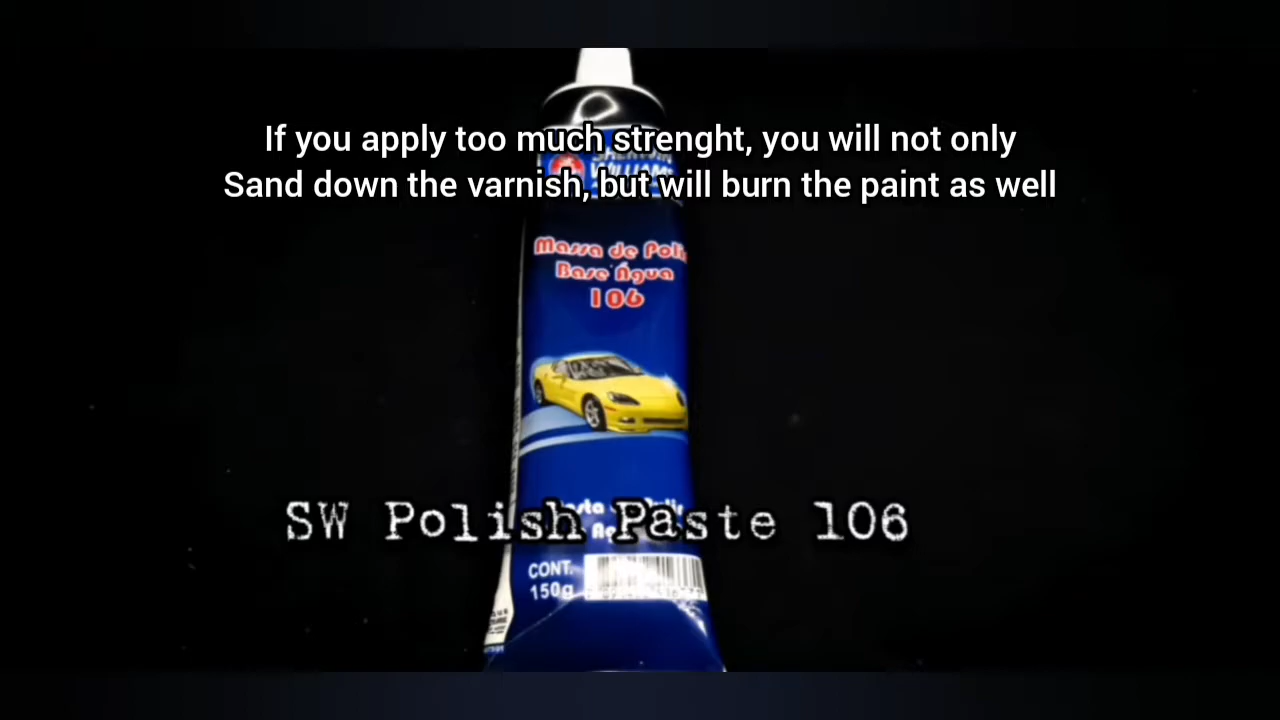 If you apply too much strenght, you will not only
Sand down the varnish, but will burn the paint as well
Massa de Poli
Base Água
106
SW Polish Paste 106
CONT.
150g